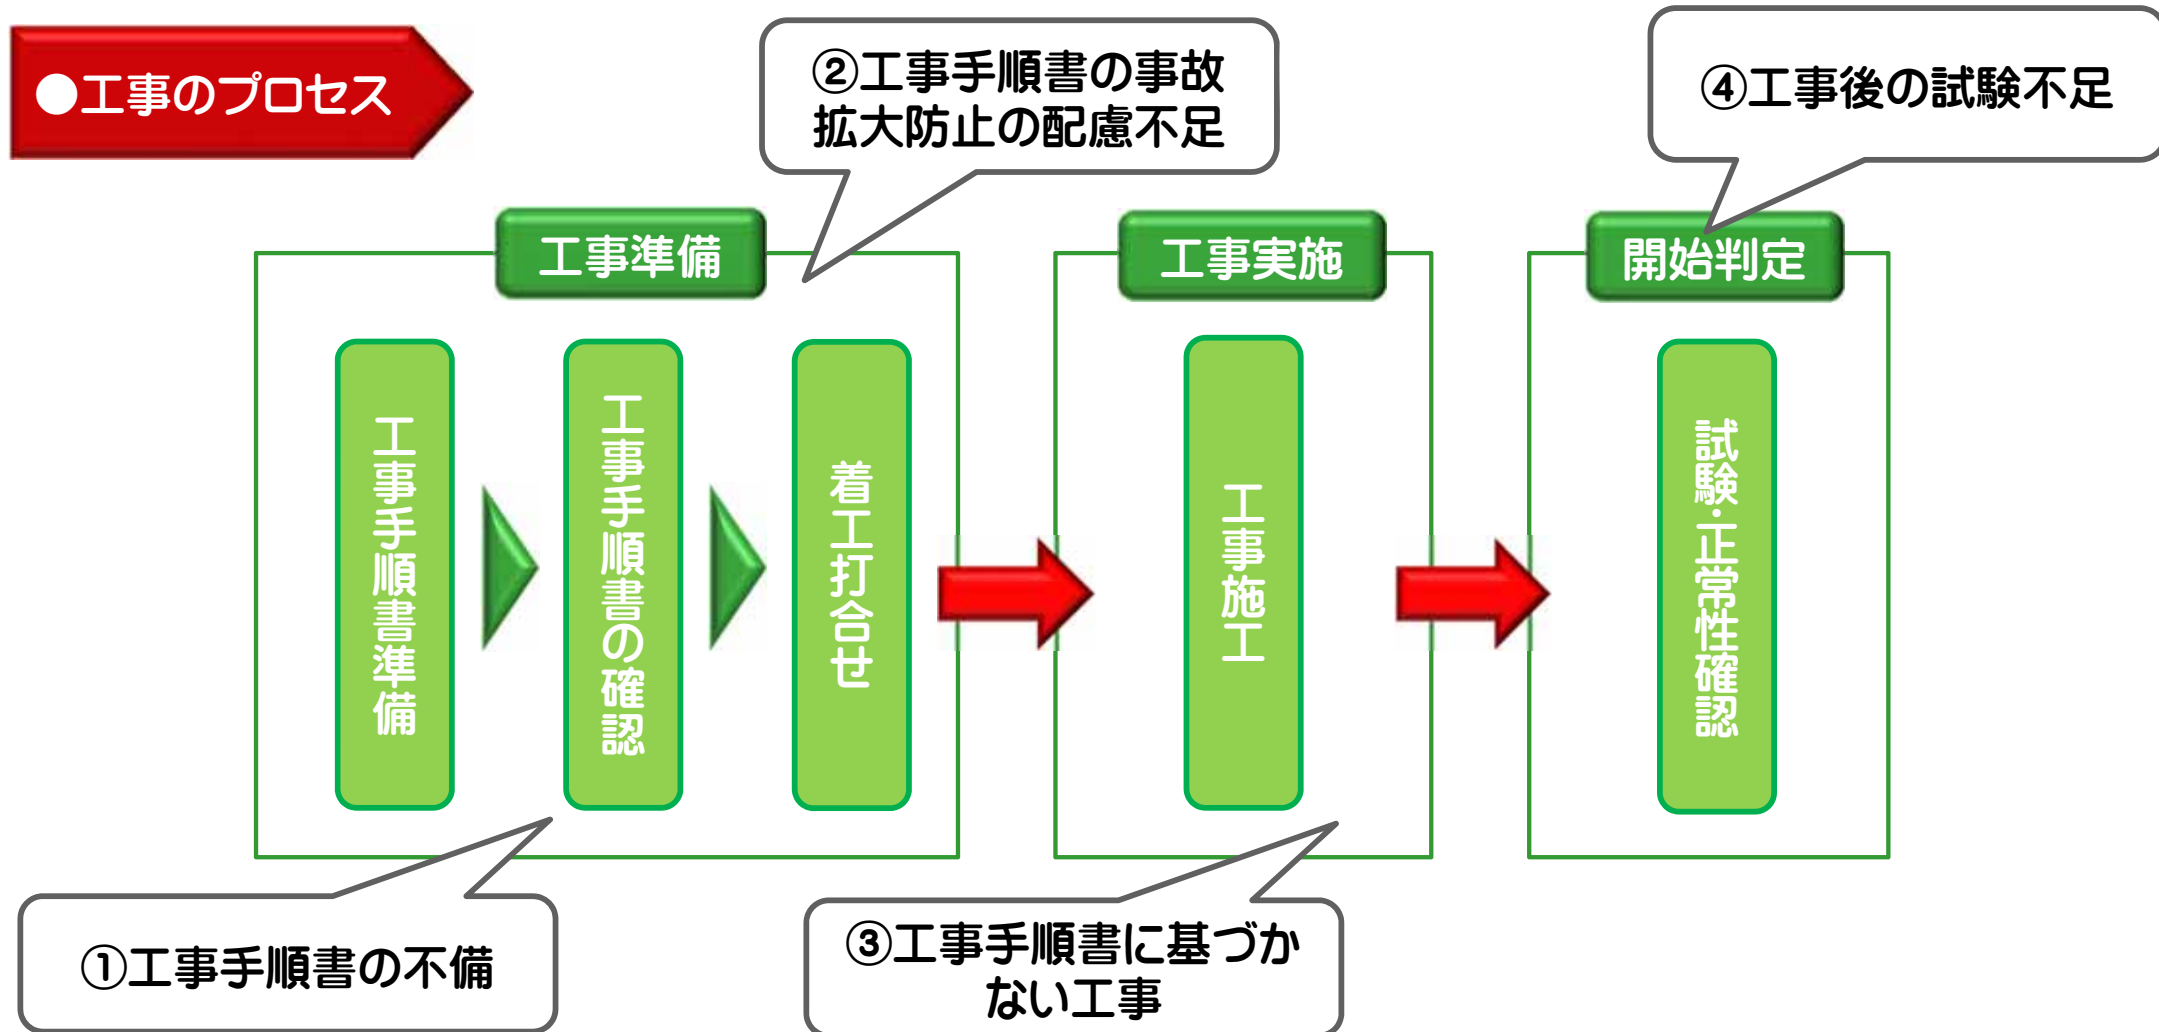 ●工事のプロセス
②工事手順書の事故
拡大防止の配慮不足
④工事後の試験不足
工事準備
工事実施
開始判定
工事手順書準備
工事手順書の確認
着工打合せ
工事施工
試験・正常性確認
①工事手順書の不備
③工事手順書に基づか
ない工事